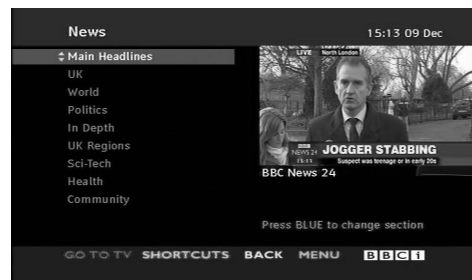 News
15:13 09 Dec
Main Headlines
UK
World
Politics
In Depth
UK Regions
Sci-Tech
Health
Community
LIVE North London
NEWS 24
15:13
JOGGER STABBING
Suspect was teenage or in early 20s
BBC News 24
Press BLUE to change section
GO TO TV SHORTCUTS BACK MENU BBCi